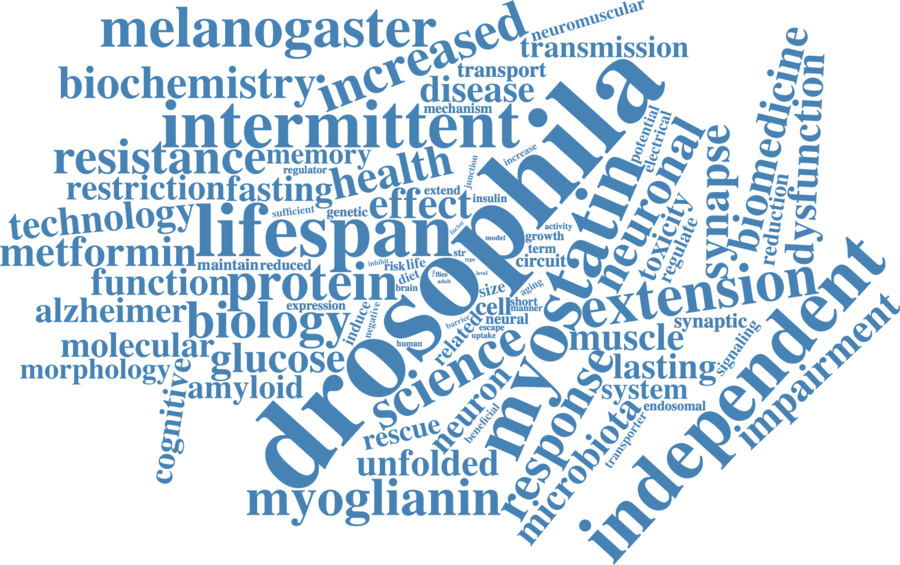 melanogaster
increased
neuromuscular
transmission
biochemistry
transport
disease
mechanism
intermittent
drosophila
biomedicine
dysfunction
resistance
memory
regulator
health
junction
increase
potential
electrical
neuronal
synapse
restriction
fasting
effect
extend
insulin
technology
sufficient
genetic
lifespan
factor
model
activity
growth
term
circuit
myostatin
toxicity
regulate
reduction
metformin
maintain
reduced
inhibit
risk
life
str
type
function
protein
diet
brain
flies
adult
level
size
aging
extension
independent
alzheimer
expression
biology
induce
negative
cell
short
manner
barrier
neural
escape
uptake
related
human
molecular
glucose
science
muscle
synaptic
signaling
impairment
morphology
cognitive
amyloid
neuron
beneficial
response
lasting
system
endosomal
microbiota
transporter
rescue
unfolded
myoglianin